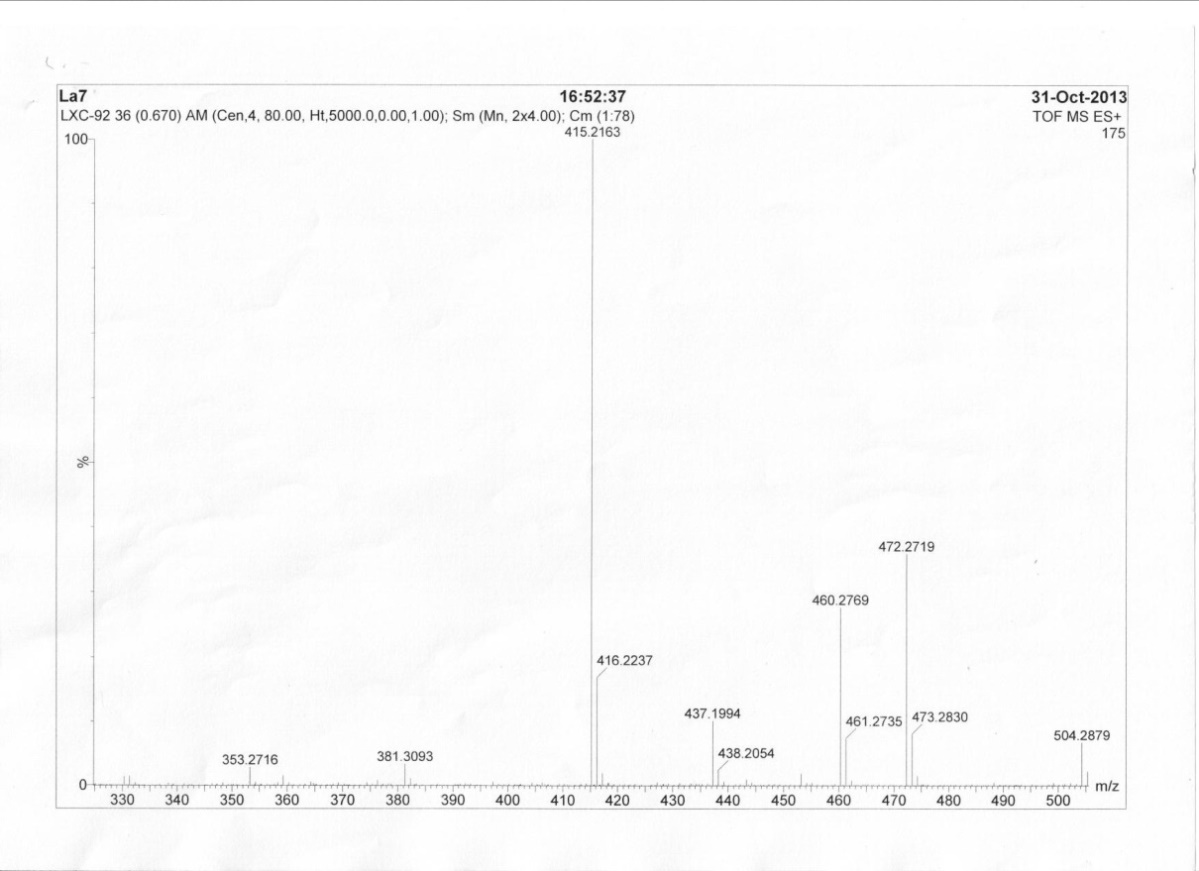 La7 16:52:37 31-Oct-2013
LXC-92 36 (0.670) AM (Cen,4, 80.00, Ht,5000.0,0.00,1.00); Sm (Mn, 2x4.00); Cm (1:78) TOF MS ES+
415.2163 175
100
%
472.2719
460.2769
416.2237
437.1994 461.2735 473.2830
504.2879
438.2054
353.2716 381.3093
0 m/z
330 340 350 360 370 380 390 400 410 420 430 440 450 460 470 480 490 500